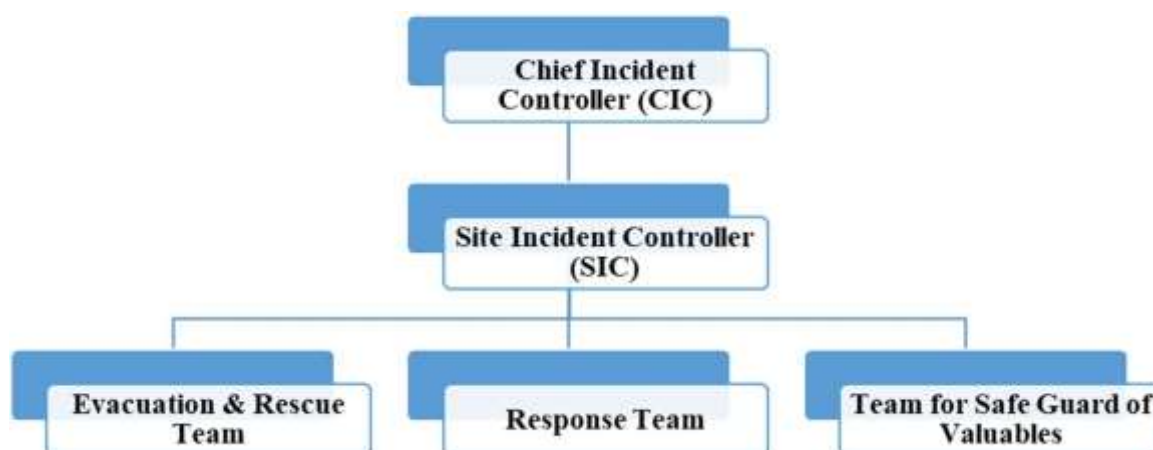 Chief Incident
Controller (CIC)
Site Incident Controller
(SIC)
Evacuation & Rescue
Team
Response Team
Team for Safe Guard of
Valuables